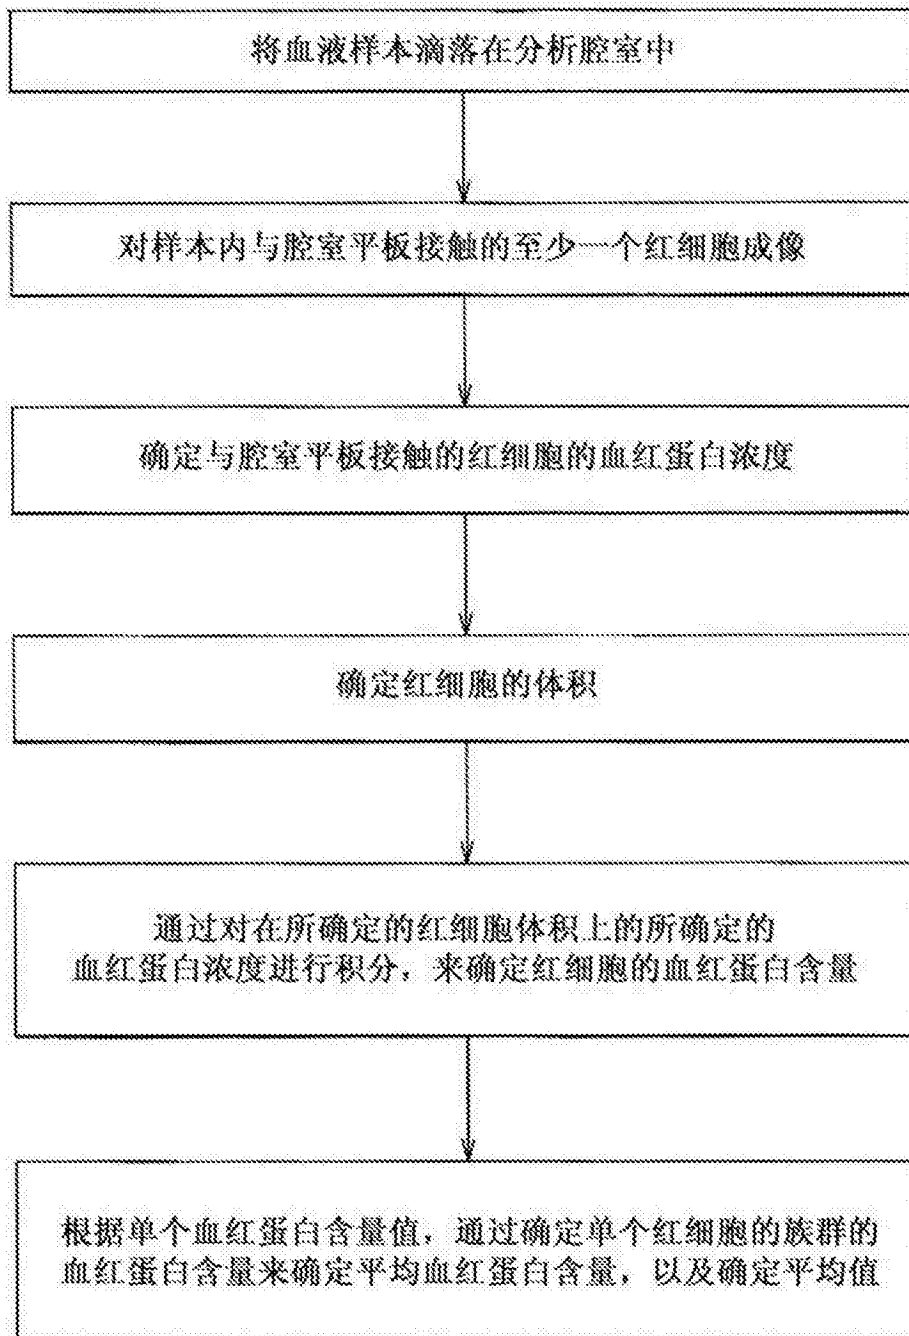 将血液样本滴落在分析腔室中
对样本内与腔室平板接触的至少一个红细胞成像
确定与腔室平板接触的红细胞的血红蛋白浓度
确定红细胞的体积
通过对在所确定的红细胞体积上的所确定的
血红蛋白浓度进行积分，来确定红细胞的血红蛋白含量
根据单个血红蛋白含量值，通过确定单个红细胞的族群的
血红蛋白含量来确定平均血红蛋白含量，以及确定平均值